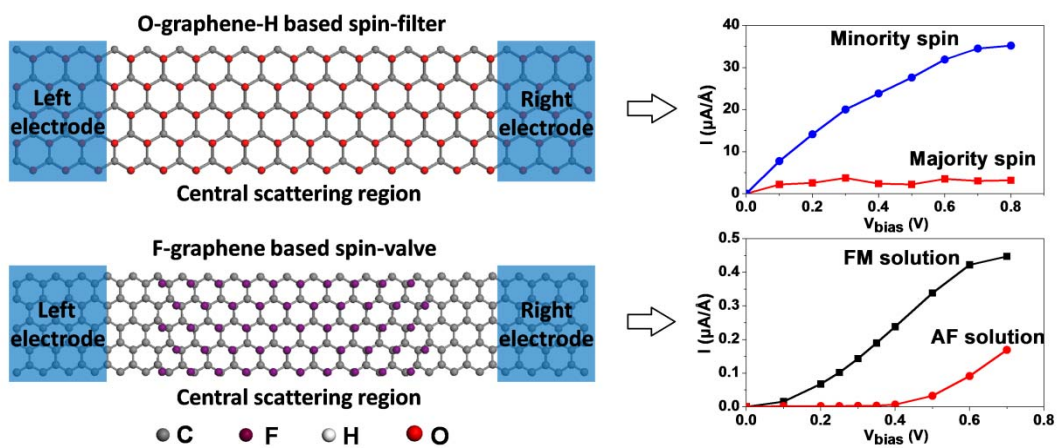 O-graphene-H based spin-filter
Left
electrode
Right
electrode
Central scattering region
I (µA/Å)
40
30
20
10
0
Minority spin
Majority spin
0.0 0.2 0.4 0.6 0.8
Vbias (V)
F-graphene based spin-valve
Left
electrode
Right
electrode
Central scattering region
C F H O
I (µA/Å)
0.5
0.4
0.3
0.2
0.1
0.0
FM solution
AF solution
0.0 0.2 0.4 0.6 0.8
Vbias (V)